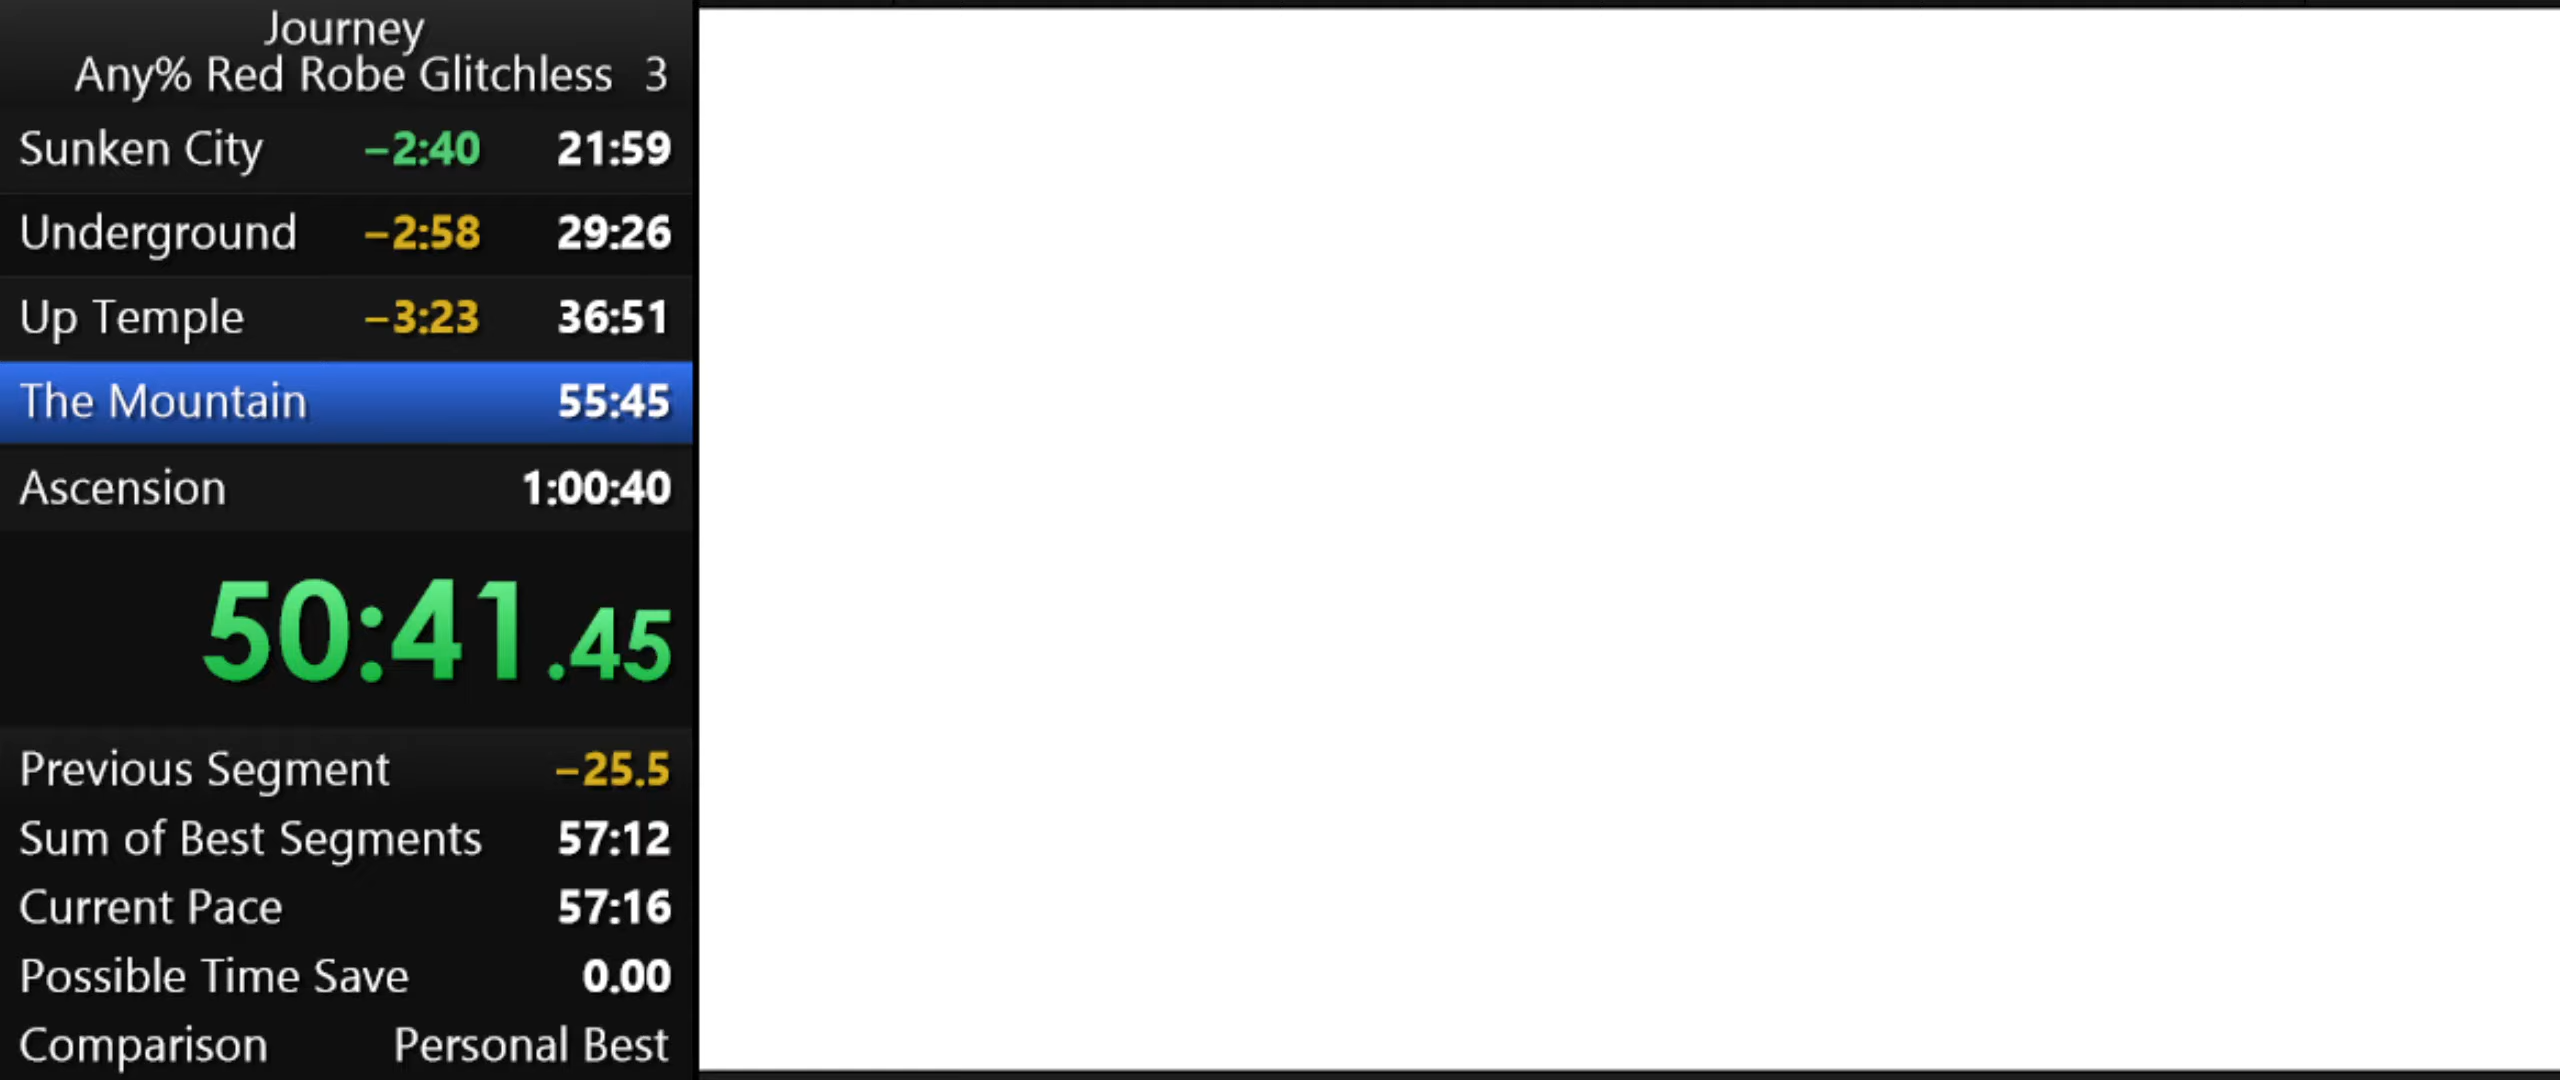 Journey
Any% Red Robe Glitchless 3
Sunken City −2:40 21:59
Underground −2:58 29:26
Up Temple −3:23 36:51
The Mountain 55:45
Ascension 1:00:40
50:41.45
Previous Segment −25.5
Sum of Best Segments 57:12
Current Pace 57:16
Possible Time Save 0.00
Comparison Personal Best